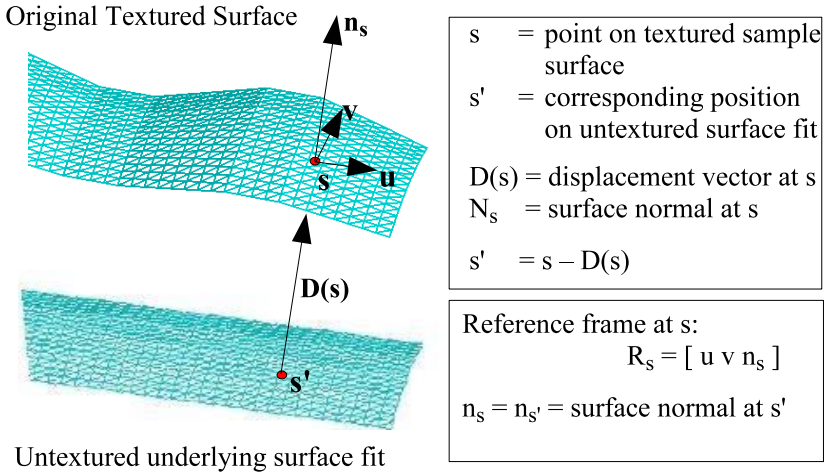 Original Textured Surface
n_s
v
s
u
D(s)
s'
Untextured underlying surface fit
s = point on textured sample
surface
s' = corresponding position
on untextured surface fit
D(s) = displacement vector at s
N_s = surface normal at s
s' = s – D(s)
Reference frame at s:
R_s = [ u v n_s ]
n_s = n_s' = surface normal at s'